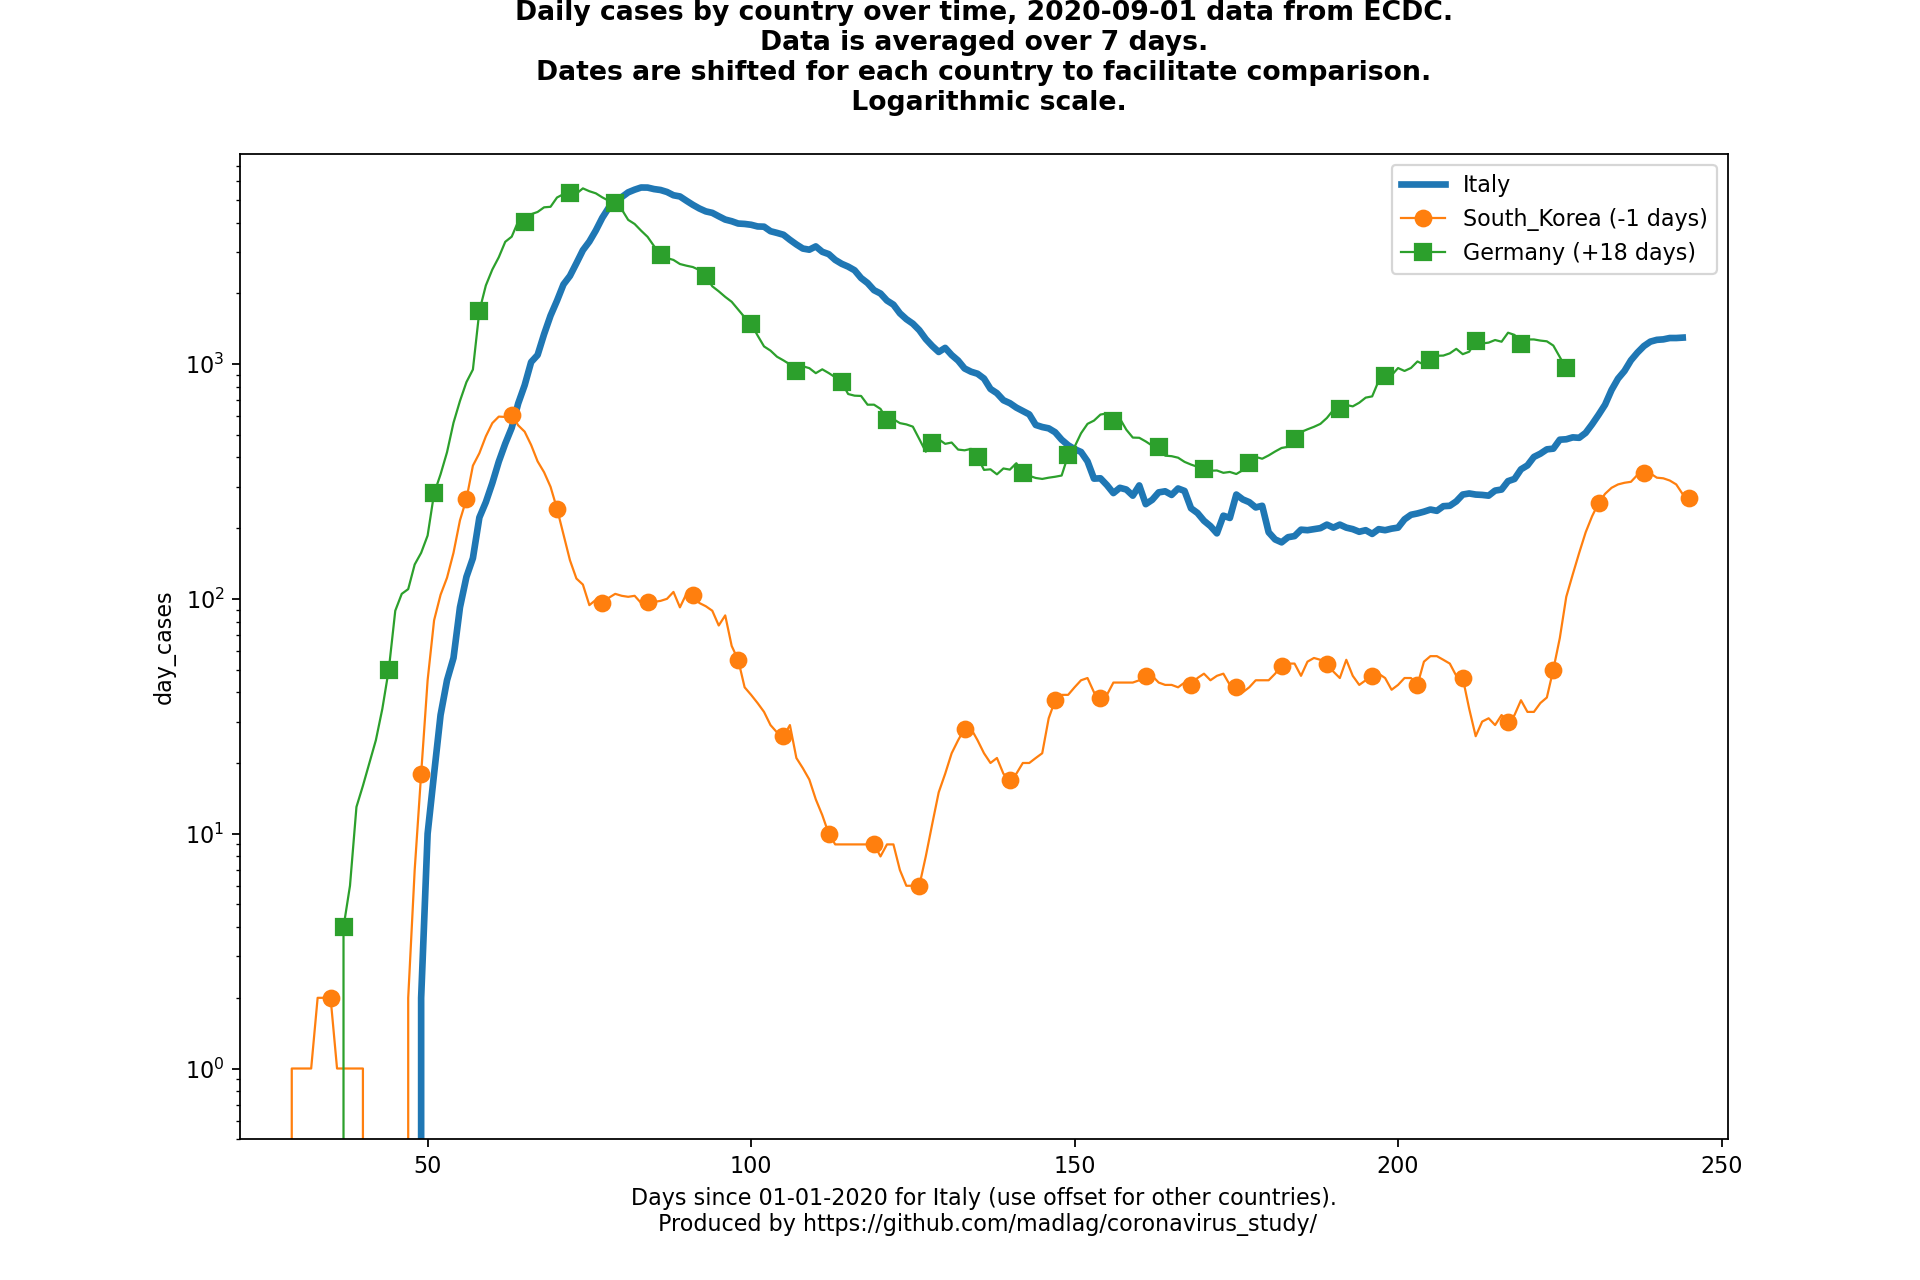 Daily cases by country over time, 2020-09-01 data from ECDC.
Data is averaged over 7 days.
Dates are shifted for each country to facilitate comparison.
Logarithmic scale.
Italy
South_Korea (-1 days)
Germany (+18 days)
10³
10²
10¹
10⁰
day_cases
50
100
150
200
250
Days since 01-01-2020 for Italy (use offset for other countries).
Produced by https://github.com/madlag/coronavirus_study/